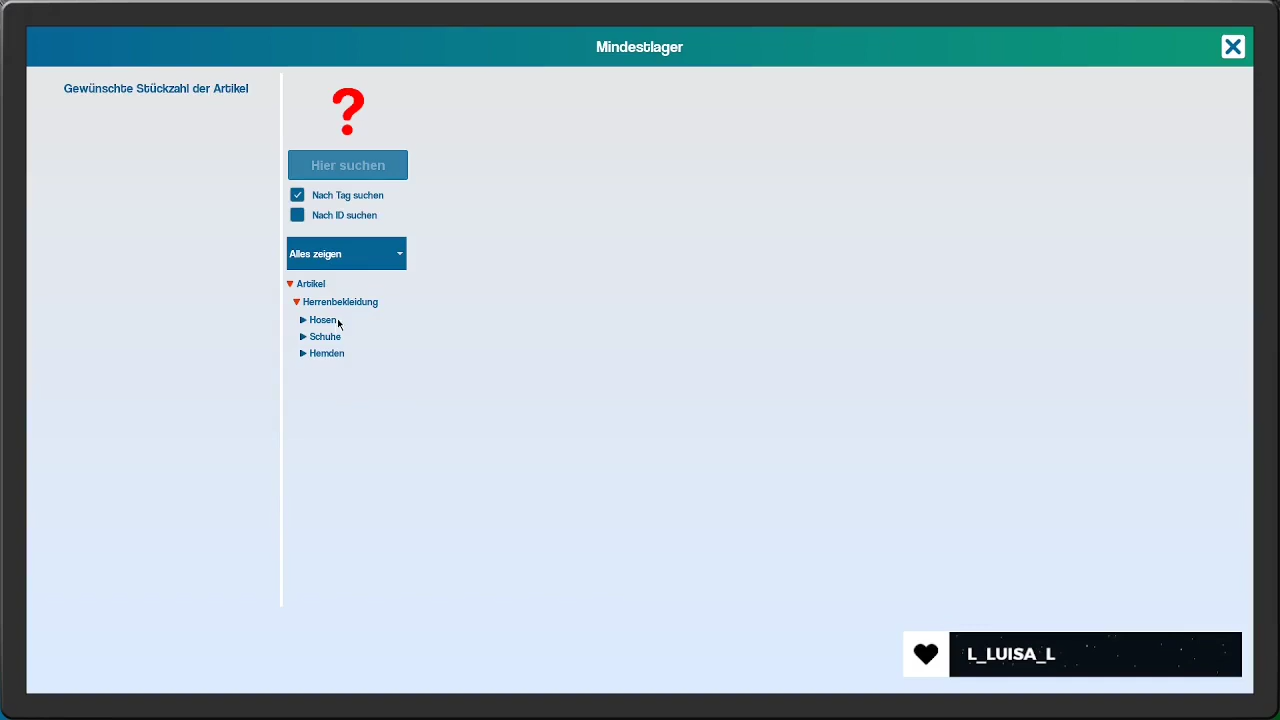 Mindestlager
Gewünschte Stückzahl der Artikel
?
Hier suchen
Nach Tag suchen
Nach ID suchen
Alles zeigen
Artikel
Herrenbekleidung
Hosen
Schuhe
Hemden
L_LUISA_L